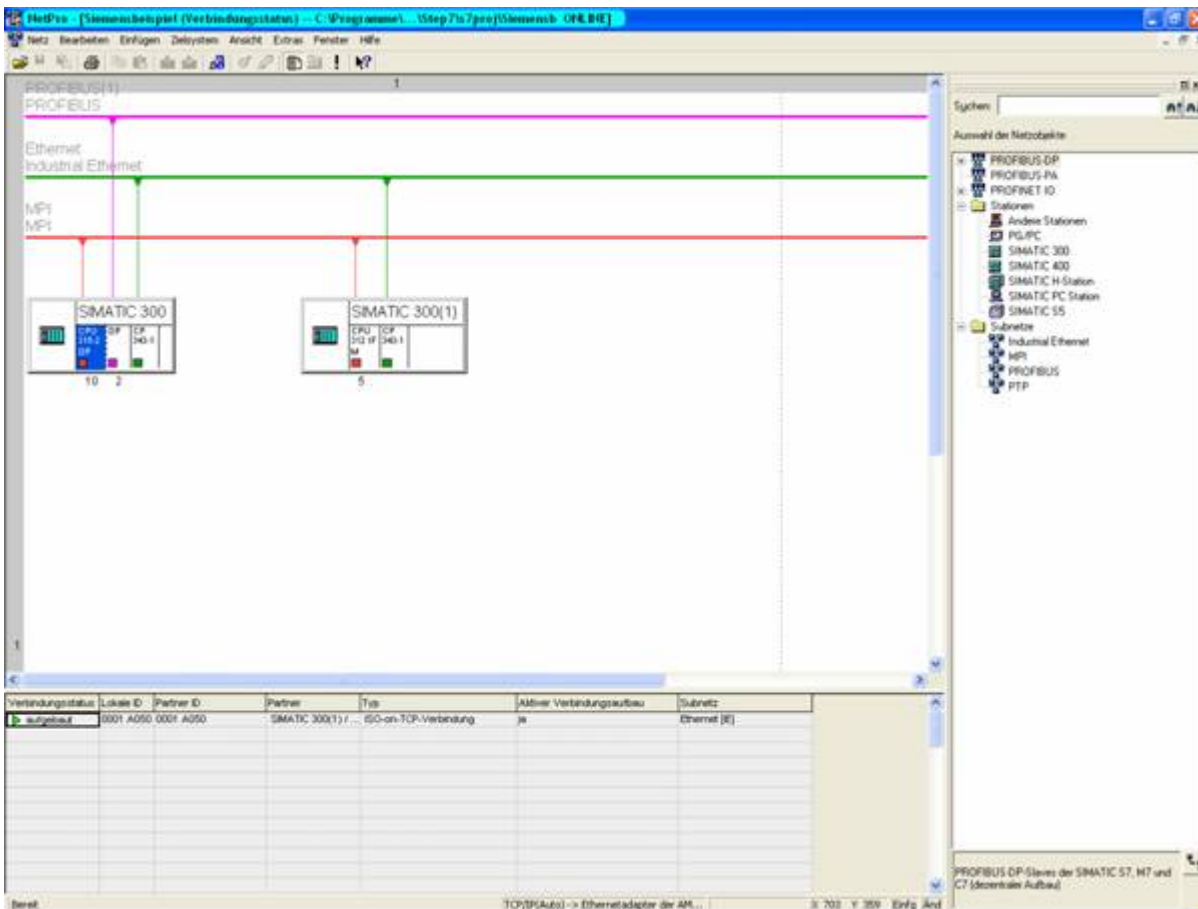 NetPro - [Siemensbeispiel (Verbindungsstatus) -- C:\Programme\...\Step7\s7proj\Siemensb ONLINE]
Netz Bearbeiten Einfügen Zielsystem Ansicht Extras Fenster Hilfe
1
PROFIBUS(1)
PROFIBUS
Ethernet
Industrial Ethernet
MPI
MPI
SIMATIC 300
CPU DP CP
315-2 343-1
DP
10 2
SIMATIC 300(1)
CPU CP
312 IF 343-1
M
5
1
Suchen:
Auswahl der Netzobjekte
PROFIBUS-DP
PROFIBUS-PA
PROFINET IO
Stationen
Andere Stationen
PG/PC
SIMATIC 300
SIMATIC 400
SIMATIC H-Station
SIMATIC PC Station
SIMATIC S5
Subnetze
Industrial Ethernet
MPI
PROFIBUS
PTP
Verbindungsstatus Lokale ID Partner ID Partner Typ Aktiver Verbindungsaufbau Subnetz
aufgebaut 0001 A050 0001 A050 SIMATIC 300(1) / ... ISO-on-TCP-Verbindung ja Ethernet [IE]
PROFIBUS-DP-Slaves der SIMATIC S7, M7 und
C7 (dezentraler Aufbau)
Bereit TCP/IP(Auto) -> Ethernetadapter der AM... X 703 Y 359 Einfg Änd